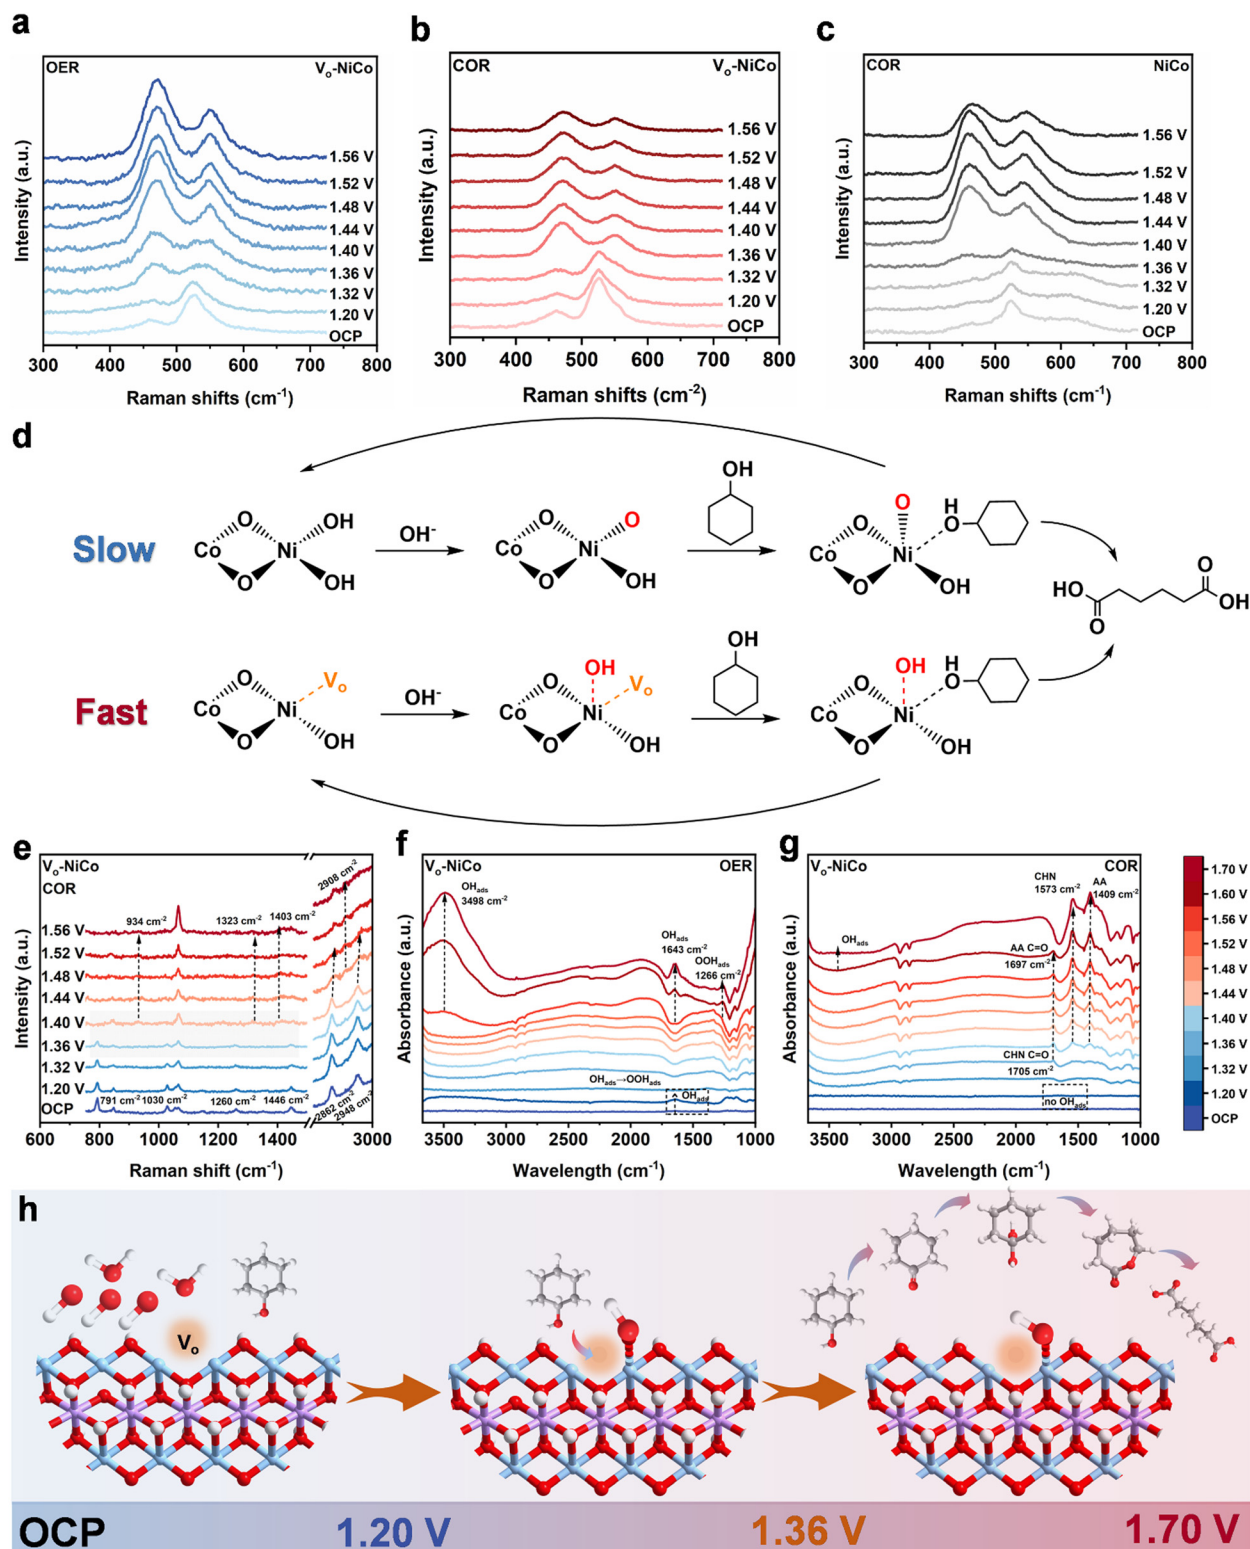 a
OER
Vo-NiCo
1.56 V
1.52 V
1.48 V
1.44 V
1.40 V
1.36 V
1.32 V
1.20 V
OCP
Intensity (a.u.)
300 400 500 600 700 800
Raman shifts (cm-1)
b
COR
Vo-NiCo
1.56 V
1.52 V
1.48 V
1.44 V
1.40 V
1.36 V
1.32 V
1.20 V
OCP
Intensity (a.u.)
300 400 500 600 700 800
Raman shifts (cm-2)
c
COR
NiCo
1.56 V
1.52 V
1.48 V
1.44 V
1.40 V
1.36 V
1.32 V
1.20 V
OCP
Intensity (a.u.)
300 400 500 600 700 800
Raman shifts (cm-1)
d
Slow
Co O O Ni OH OH
OH-
Co O O Ni O OH
OH
Co O O Ni O OH H O
HO O O OH
Fast
Co O O Ni Vo OH
OH-
Co O O Ni OH Vo OH
OH
Co O O Ni OH OH H O
e
Vo-NiCo
COR
2908 cm-2
934 cm-2
1323 cm-2
1403 cm-2
1.56 V
1.52 V
1.48 V
1.44 V
1.40 V
1.36 V
1.32 V
1.20 V
OCP
791 cm-2
1030 cm-2
1260 cm-2
1446 cm-2
2862 cm-2
2948 cm-2
Intensity (a.u.)
600 800 1000 1200 1400 3000
Raman shift (cm-1)
f
Vo-NiCo
OER
OHads
3498 cm-2
OHads
1643 cm-2
OOHads
1266 cm-2
OHads→OOHads
OHads
Absorbance (a.u.)
3500 3000 2500 2000 1500 1000
Wavelength (cm-1)
g
Vo-NiCo
COR
CHN
1573 cm-2
AA
1409 cm-2
OHads
AA C=O
1697 cm-2
CHN C=O
1705 cm-2
no OHads
Absorbance (a.u.)
3500 3000 2500 2000 1500 1000
Wavelength (cm-1)
1.70 V
1.60 V
1.56 V
1.52 V
1.48 V
1.44 V
1.40 V
1.36 V
1.32 V
1.20 V
OCP
h
Vo
OCP 1.20 V 1.36 V 1.70 V